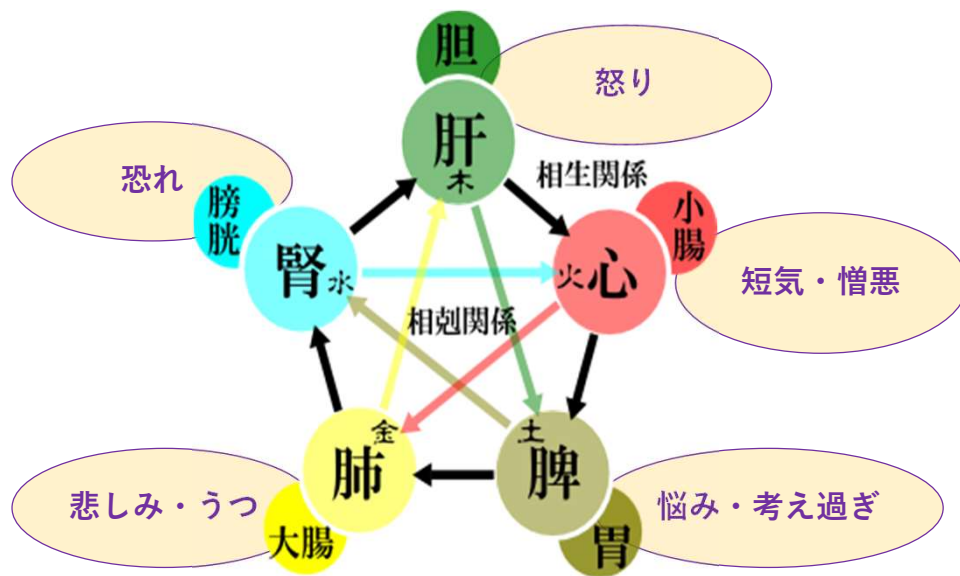 胆
怒り
肝
木
相生関係
恐れ
膀
胱
小
腸
腎水
火心
短気・憎悪
相剋関係
金
肺
土
脾
悲しみ・うつ
大腸
悩み・考え過ぎ
胃